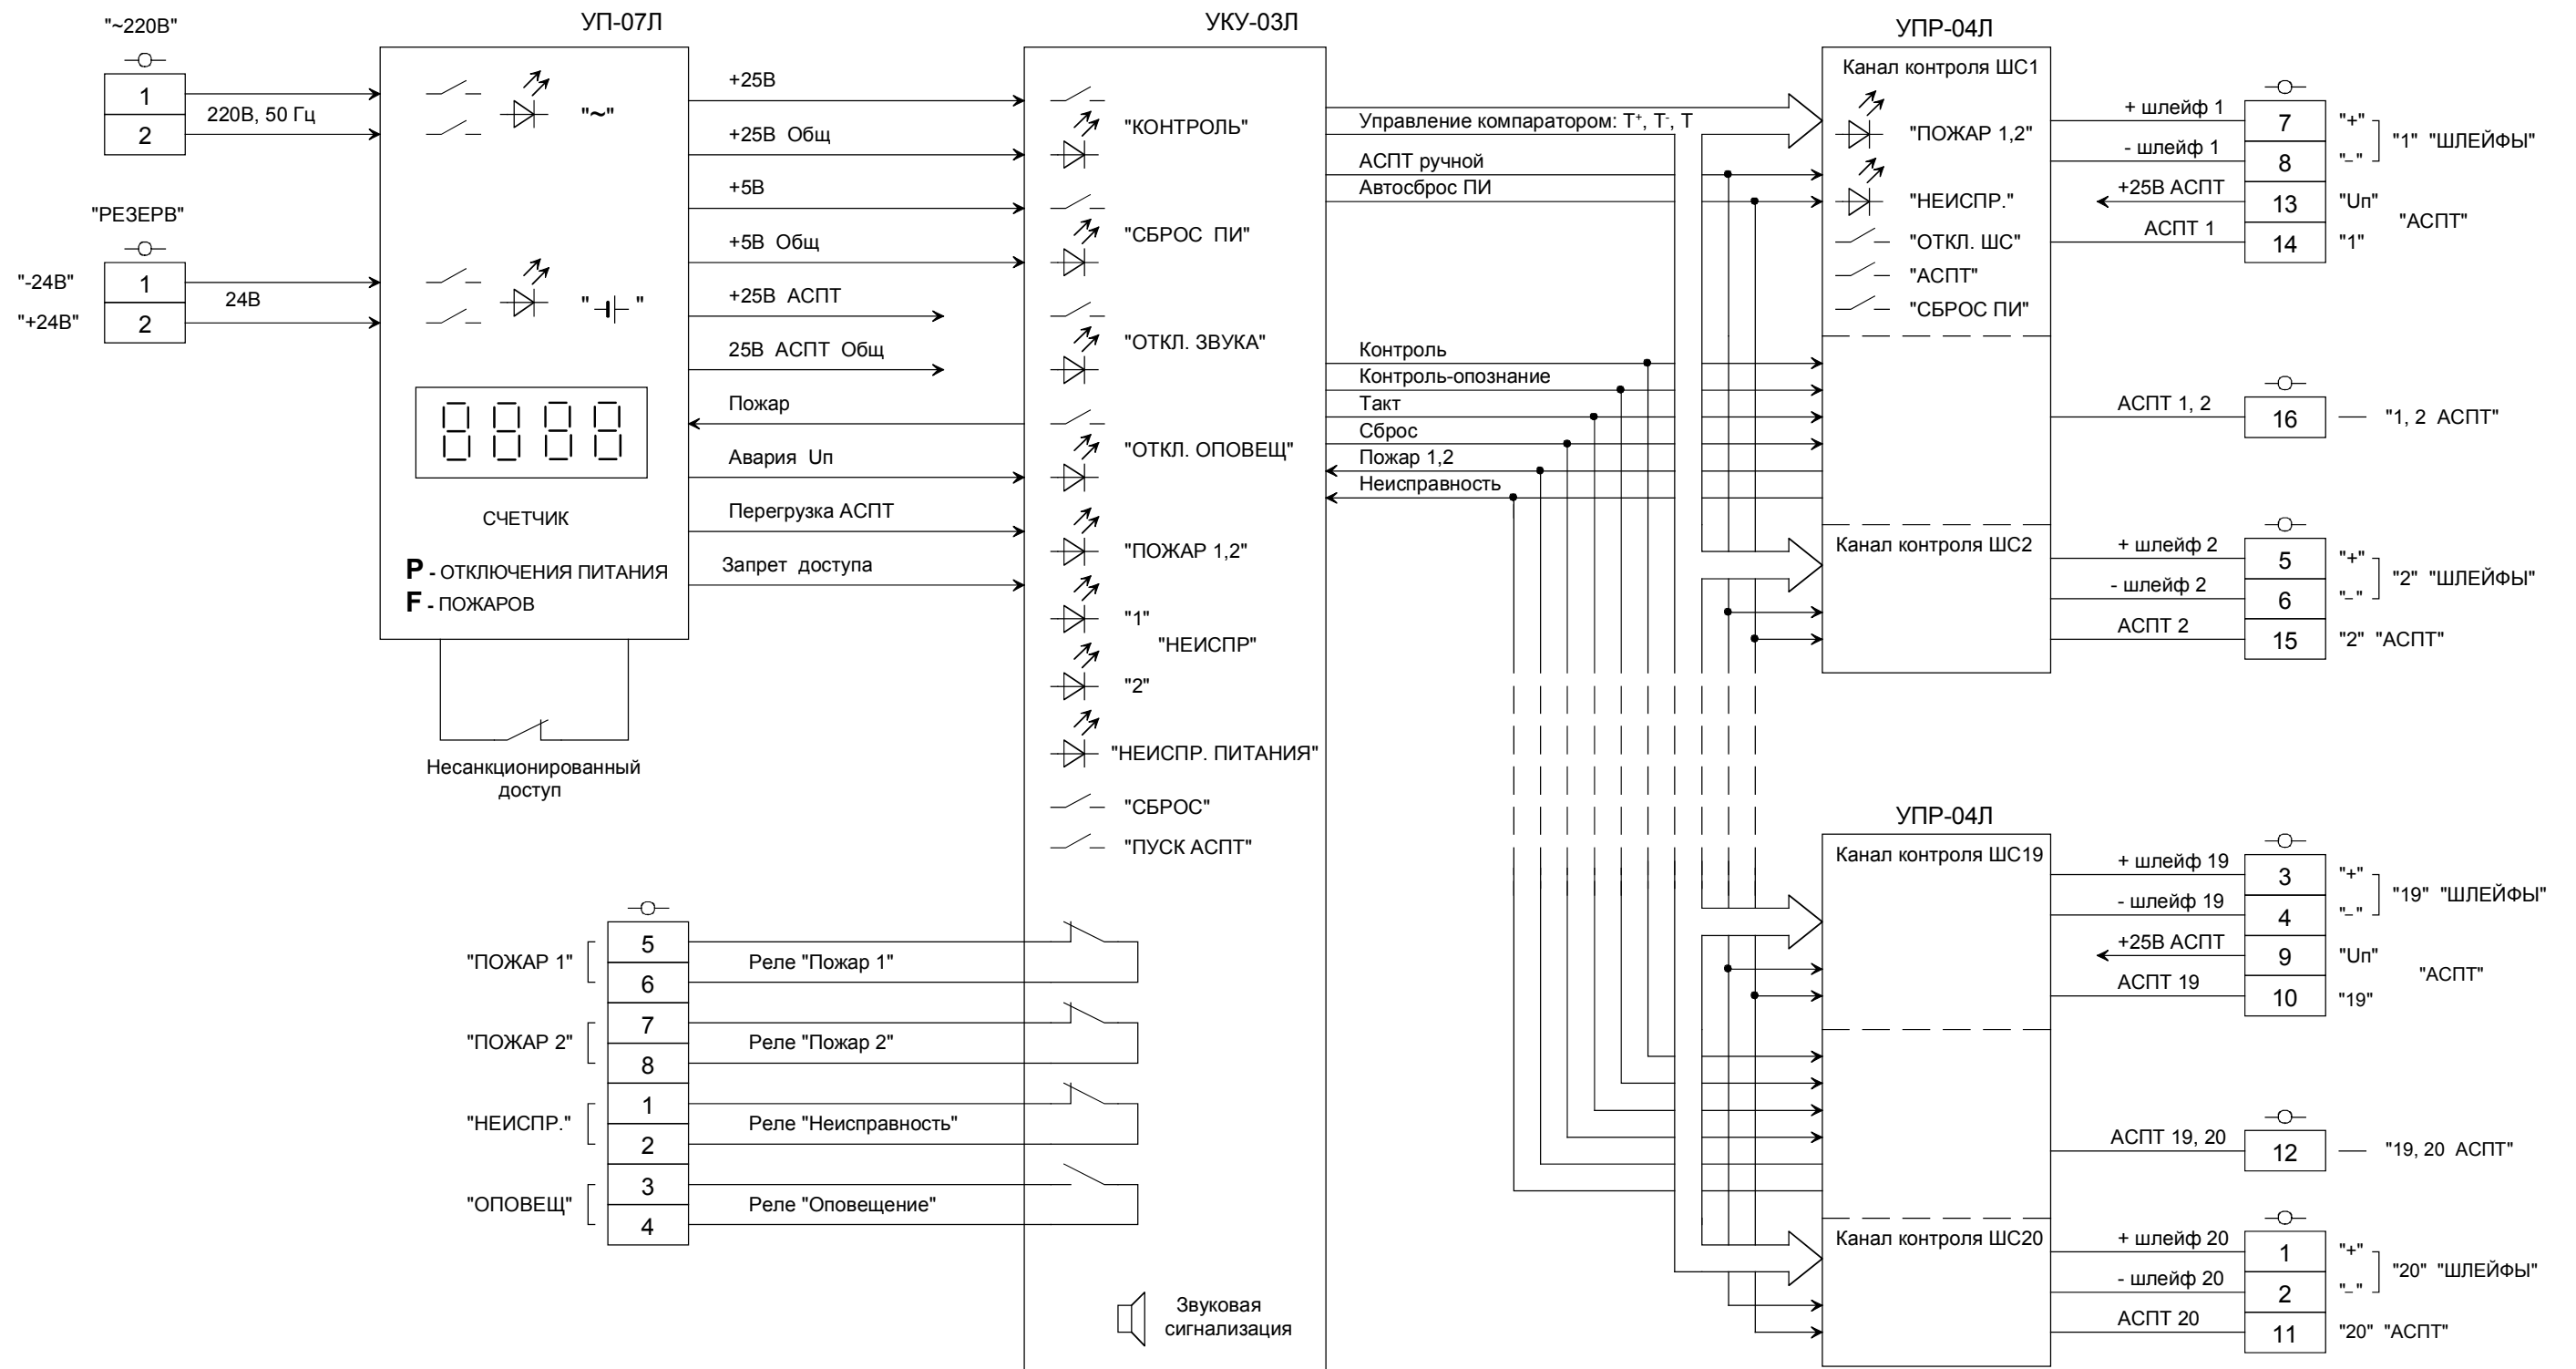 УП-07Л
УКУ-03Л
УПР-04Л
"~220В"
1
2
220В, 50 Гц
"~"
"РЕЗЕРВ"
"-24В"
1
"+24В"
2
24В
" "
СЧЕТЧИК
Р - ОТКЛЮЧЕНИЯ ПИТАНИЯ
F - ПОЖАРОВ
Несанкционированный
доступ
+25В
+25В Общ
+5В
+5В Общ
+25В АСПТ
25В АСПТ Общ
Пожар
Авария Uп
Перегрузка АСПТ
Запрет доступа
"КОНТРОЛЬ"
"СБРОС ПИ"
"ОТКЛ. ЗВУКА"
"ОТКЛ. ОПОВЕЩ"
"ПОЖАР 1,2"
"1"
"НЕИСПР"
"2"
"НЕИСПР. ПИТАНИЯ"
"СБРОС"
"ПУСК АСПТ"
"ПОЖАР 1"
5
6
Реле "Пожар 1"
"ПОЖАР 2"
7
8
Реле "Пожар 2"
"НЕИСПР."
1
2
Реле "Неисправность"
"ОПОВЕЩ"
3
4
Реле "Оповещение"
Звуковая
сигнализация
Управление компаратором: Т+, Т-, Т
АСПТ ручной
Автосброс ПИ
Контроль
Контроль-опознание
Такт
Сброс
Пожар 1,2
Неисправность
Канал контроля ШС1
"ПОЖАР 1,2"
"НЕИСПР."
"ОТКЛ. ШС"
"АСПТ"
"СБРОС ПИ"
Канал контроля ШС2
+ шлейф 1
7
"+"
- шлейф 1
8
"–"
"1" "ШЛЕЙФЫ"
+25В АСПТ
13
"Uп"
АСПТ 1
14
"1"
"АСПТ"
АСПТ 1, 2
16
"1, 2 АСПТ"
+ шлейф 2
5
"+"
- шлейф 2
6
"–"
"2" "ШЛЕЙФЫ"
АСПТ 2
15
"2" "АСПТ"
УПР-04Л
Канал контроля ШС19
+ шлейф 19
3
"+"
- шлейф 19
4
"–"
"19" "ШЛЕЙФЫ"
+25В АСПТ
9
"Uп"
АСПТ 19
10
"19"
"АСПТ"
АСПТ 19, 20
12
"19, 20 АСПТ"
Канал контроля ШС20
+ шлейф 20
1
"+"
- шлейф 20
2
"–"
"20" "ШЛЕЙФЫ"
АСПТ 20
11
"20" "АСПТ"